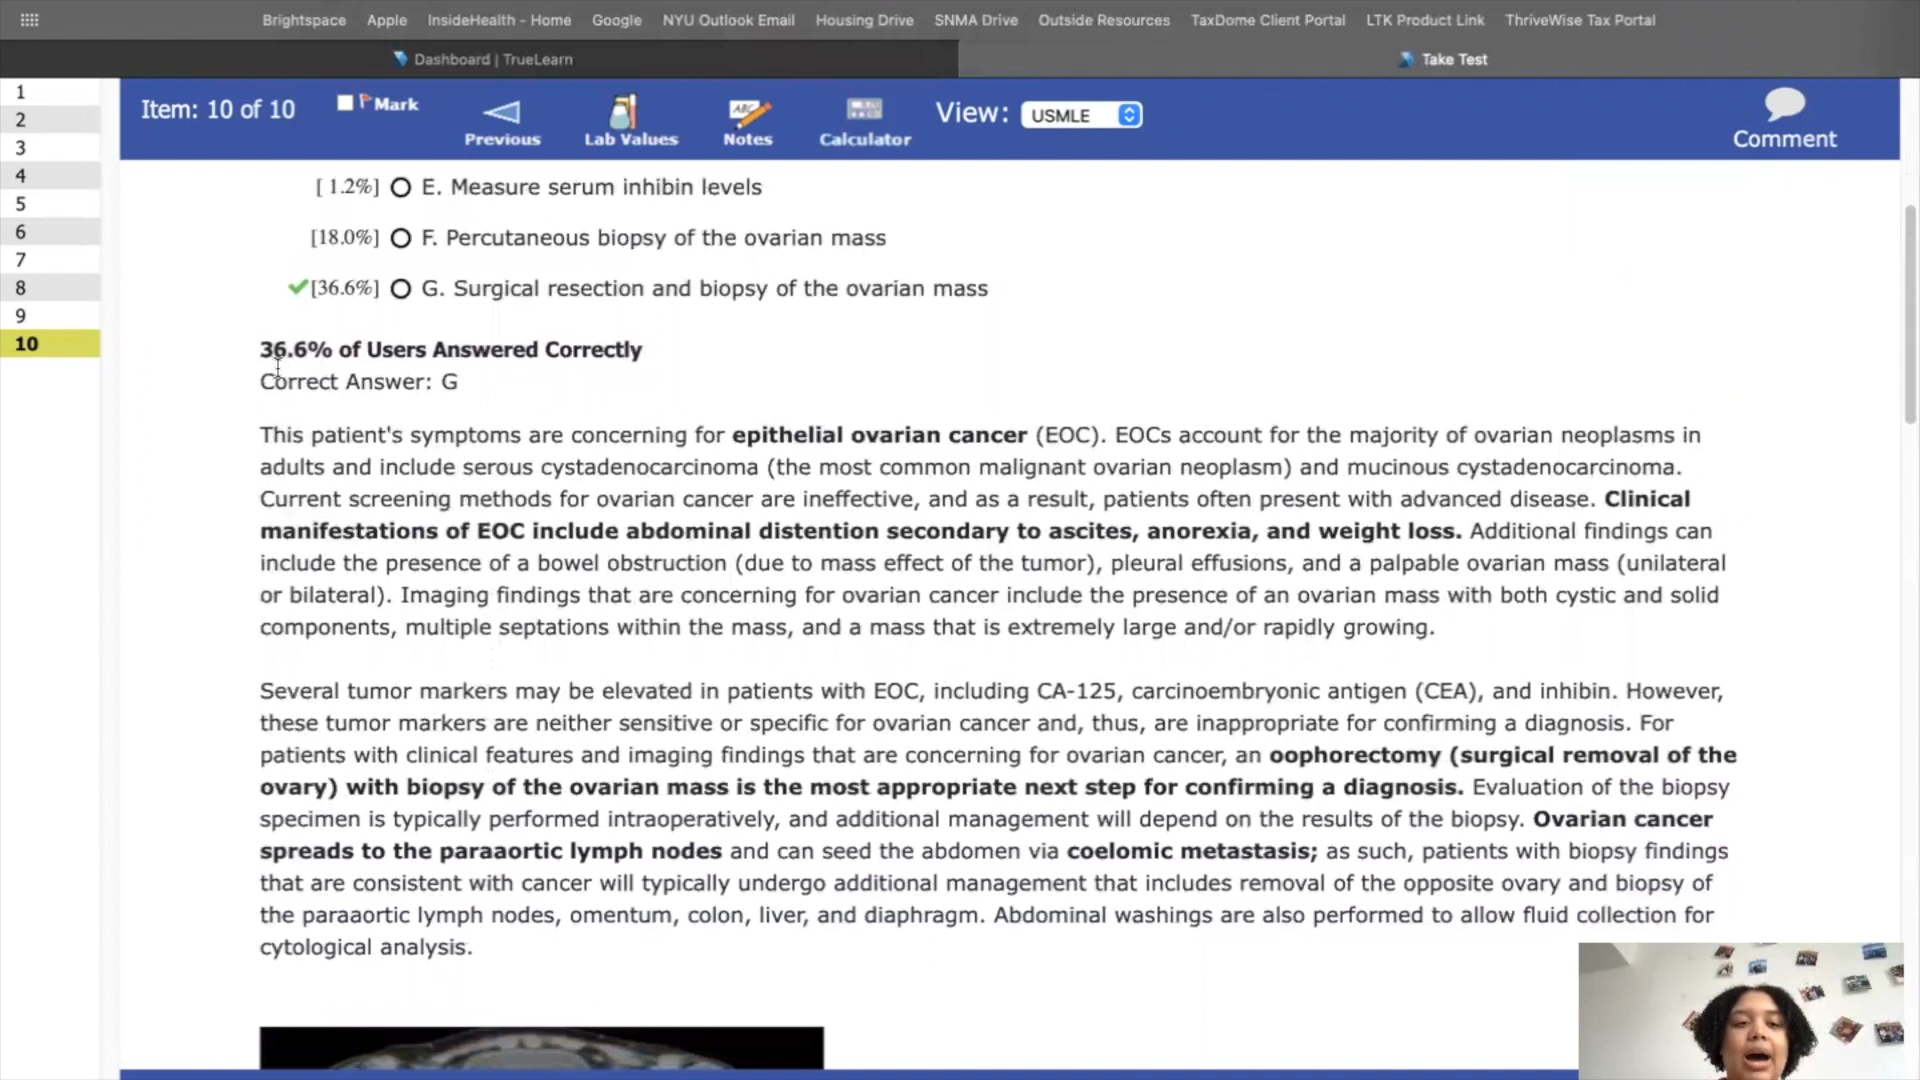 Brightspace Apple InsideHealth - Home Google NYU Outlook Email Housing Drive SNMA Drive Outside Resources TaxDome Client Portal LTK Product Link ThriveWise Tax Portal
Dashboard | TrueLearn
Take Test
1
2
3
4
5
6
7
8
9
10
Item: 10 of 10
Mark
Previous
Lab Values
ABC
Notes
Calculator
View: USMLE
Comment
[ 1.2%] E. Measure serum inhibin levels
[18.0%] F. Percutaneous biopsy of the ovarian mass
[36.6%] G. Surgical resection and biopsy of the ovarian mass
36.6% of Users Answered Correctly
Correct Answer: G
This patient's symptoms are concerning for epithelial ovarian cancer (EOC). EOCs account for the majority of ovarian neoplasms in
adults and include serous cystadenocarcinoma (the most common malignant ovarian neoplasm) and mucinous cystadenocarcinoma.
Current screening methods for ovarian cancer are ineffective, and as a result, patients often present with advanced disease. Clinical
manifestations of EOC include abdominal distention secondary to ascites, anorexia, and weight loss. Additional findings can
include the presence of a bowel obstruction (due to mass effect of the tumor), pleural effusions, and a palpable ovarian mass (unilateral
or bilateral). Imaging findings that are concerning for ovarian cancer include the presence of an ovarian mass with both cystic and solid
components, multiple septations within the mass, and a mass that is extremely large and/or rapidly growing.
Several tumor markers may be elevated in patients with EOC, including CA-125, carcinoembryonic antigen (CEA), and inhibin. However,
these tumor markers are neither sensitive or specific for ovarian cancer and, thus, are inappropriate for confirming a diagnosis. For
patients with clinical features and imaging findings that are concerning for ovarian cancer, an oophorectomy (surgical removal of the
ovary) with biopsy of the ovarian mass is the most appropriate next step for confirming a diagnosis. Evaluation of the biopsy
specimen is typically performed intraoperatively, and additional management will depend on the results of the biopsy. Ovarian cancer
spreads to the paraaortic lymph nodes and can seed the abdomen via coelomic metastasis; as such, patients with biopsy findings
that are consistent with cancer will typically undergo additional management that includes removal of the opposite ovary and biopsy of
the paraaortic lymph nodes, omentum, colon, liver, and diaphragm. Abdominal washings are also performed to allow fluid collection for
cytological analysis.